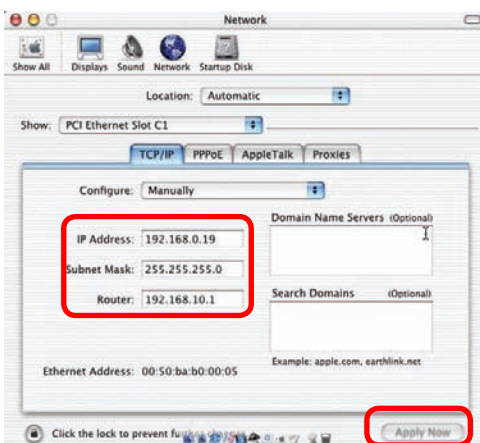 Network
Show All Displays Sound Network Startup Disk
Location: Automatic
Show: PCI Ethernet Slot C1
TCP/IP PPPoE AppleTalk Proxies
Configure: Manually
Domain Name Servers (Optional)
IP Address: 192.168.0.19
Subnet Mask: 255.255.255.0
Router: 192.168.10.1
Search Domains (Optional)
Example: apple.com, earthlink.net
Ethernet Address: 00:50:ba:b0:00:05
Click the lock to prevent
Apply Now